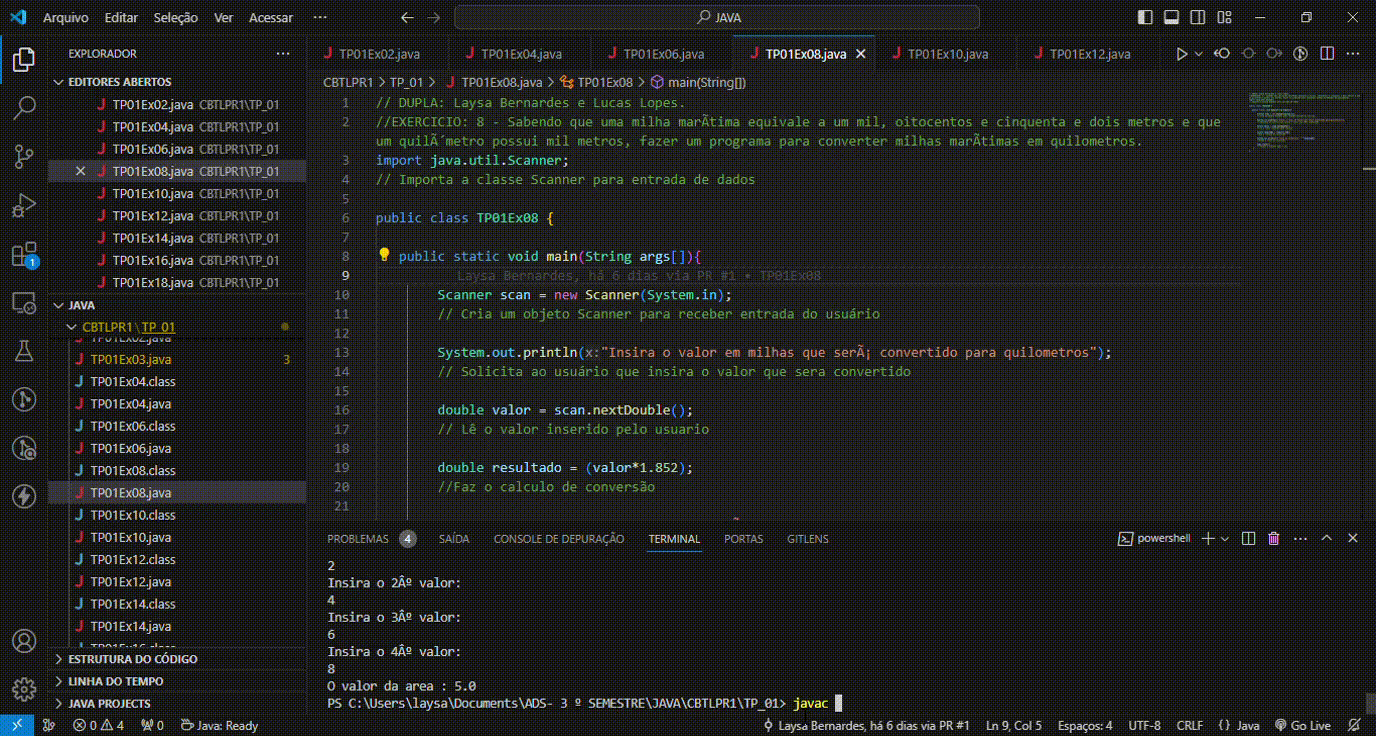 Arquivo Editar Seleção Ver Acessar ··· JAVA
EXPLORADOR ···
EDITORES ABERTOS
TP01Ex02.java CBTLPR1\TP_01
TP01Ex04.java CBTLPR1\TP_01
TP01Ex06.java CBTLPR1\TP_01
TP01Ex08.java CBTLPR1\TP_01
TP01Ex10.java CBTLPR1\TP_01
TP01Ex12.java CBTLPR1\TP_01
TP01Ex14.java CBTLPR1\TP_01
TP01Ex16.java CBTLPR1\TP_01
TP01Ex18.java CBTLPR1\TP_01
JAVA
CBTLPR1\TP_01
TP01Ex02.java
TP01Ex03.java 3
TP01Ex04.class
TP01Ex04.java
TP01Ex06.class
TP01Ex06.java
TP01Ex08.class
TP01Ex08.java
TP01Ex10.class
TP01Ex10.java
TP01Ex12.class
TP01Ex12.java
TP01Ex14.class
TP01Ex14.java
TP01Ex16.class
ESTRUTURA DO CÓDIGO
LINHA DO TEMPO
JAVA PROJECTS
TP01Ex02.java TP01Ex04.java TP01Ex06.java TP01Ex08.java TP01Ex10.java TP01Ex12.java
CBTLPR1 > TP_01 > TP01Ex08.java > TP01Ex08 > main(String[])
1 // DUPLA: Laysa Bernardes e Lucas Lopes.
2 //EXERCICIO: 8 - Sabendo que uma milha marÃtima equivale a um mil, oitocentos e cinquenta e dois metros e que
um quilÃ´metro possui mil metros, fazer um programa para converter milhas marÃtimas em quilometros.
3 import java.util.Scanner;
4 // Importa a classe Scanner para entrada de dados
5
6 public class TP01Ex08 {
7
8 public static void main(String args[]){
9 Laysa Bernardes, há 6 dias via PR #1 • TP01Ex08
10 Scanner scan = new Scanner(System.in);
11 // Cria um objeto Scanner para receber entrada do usuário
12
13 System.out.println(x:"Insira o valor em milhas que serÃ¡ convertido para quilometros");
14 // Solicita ao usuário que insira o valor que sera convertido
15
16 double valor = scan.nextDouble();
17 // Lê o valor inserido pelo usuario
18
19 double resultado = (valor*1.852);
20 //Faz o calculo de conversão
21
PROBLEMAS 4 SAÍDA CONSOLE DE DEPURAÇÃO TERMINAL PORTAS GITLENS powershell
2
Insira o 2Âº valor:
4
Insira o 3Âº valor:
6
Insira o 4Âº valor:
8
O valor da area : 5.0
PS C:\Users\laysa\Documents\ADS- 3 º SEMESTRE\JAVA\CBTLPR1\TP_01> javac
1
0 4 0 Java: Ready Laysa Bernardes, há 6 dias via PR #1 Ln 9, Col 5 Espaços: 4 UTF-8 CRLF {} Java Go Live